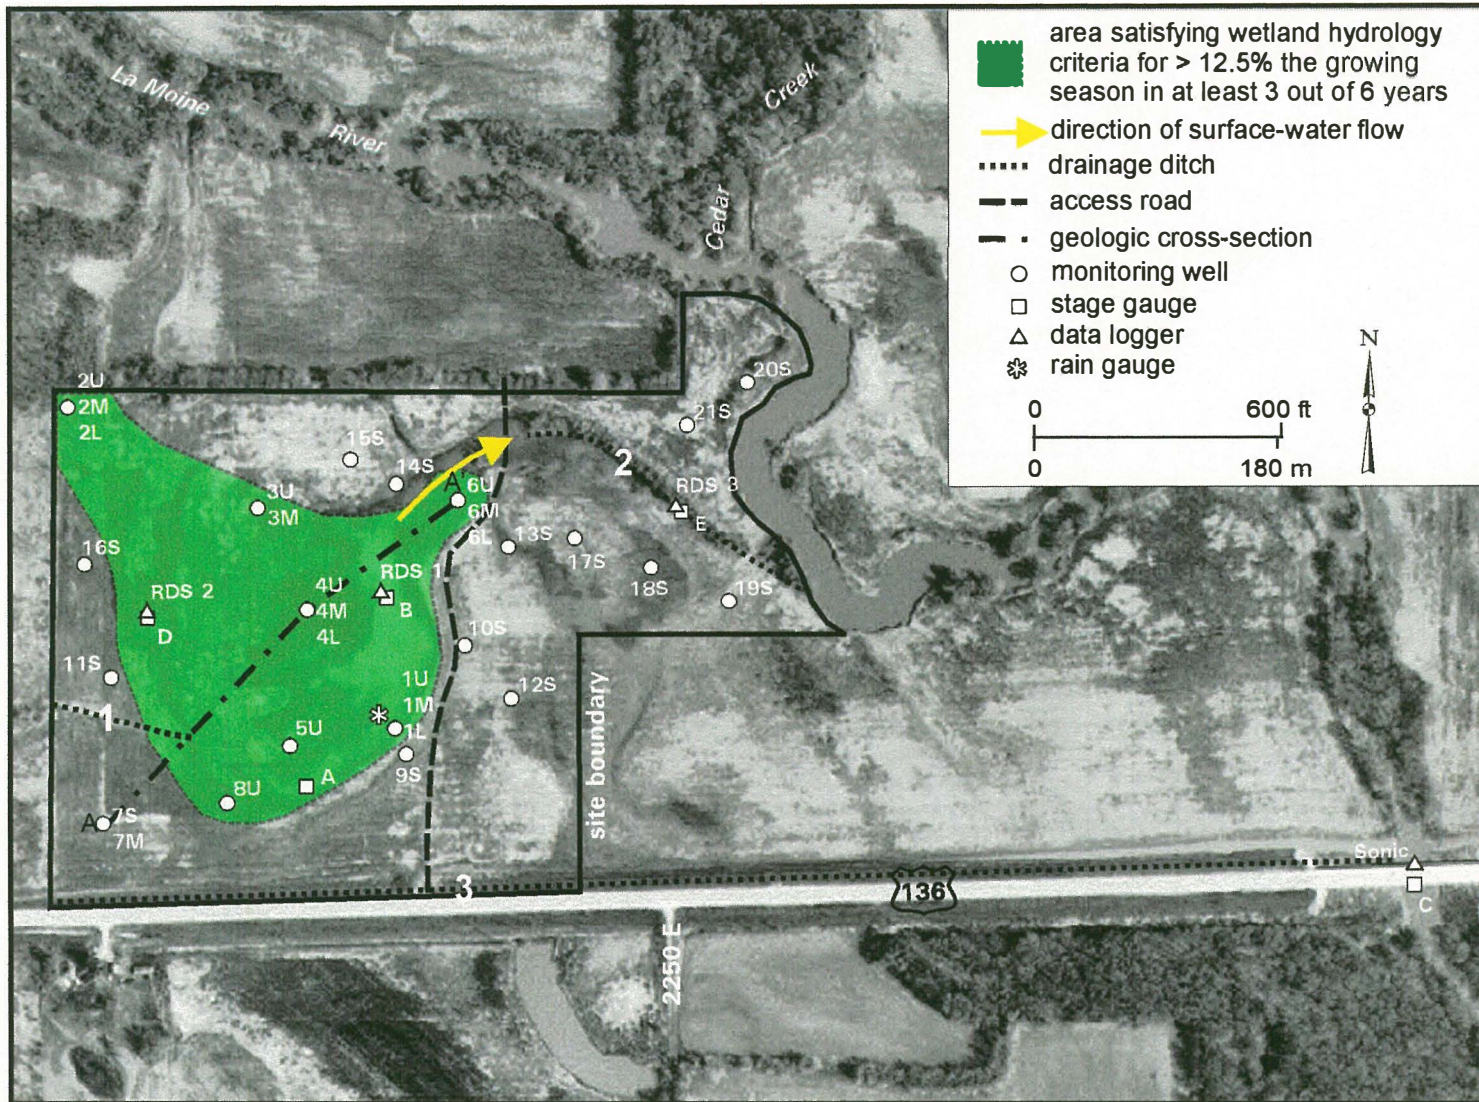 area satisfying wetland hydrology
criteria for > 12.5% the growing
season in at least 3 out of 6 years
direction of surface-water flow
drainage ditch
access road
geologic cross-section
monitoring well
stage gauge
data logger
rain gauge
N
0 600 ft
0 180 m
La Moine
River
Creek
Cedar
2U
2M
2L
20S
21S
15S
14S
2
A'
6U
6M
6L
3U
3M
RDS 3
E
13S
17S
16S
18S
19S
RDS 1
B
RDS 2
D
4U
4M
4L
10S
11S
12S
1U
1M
1L
1
5U
9S
A
8U
A
7S
7M
site boundary
3
136
Sonic
C
2250 E